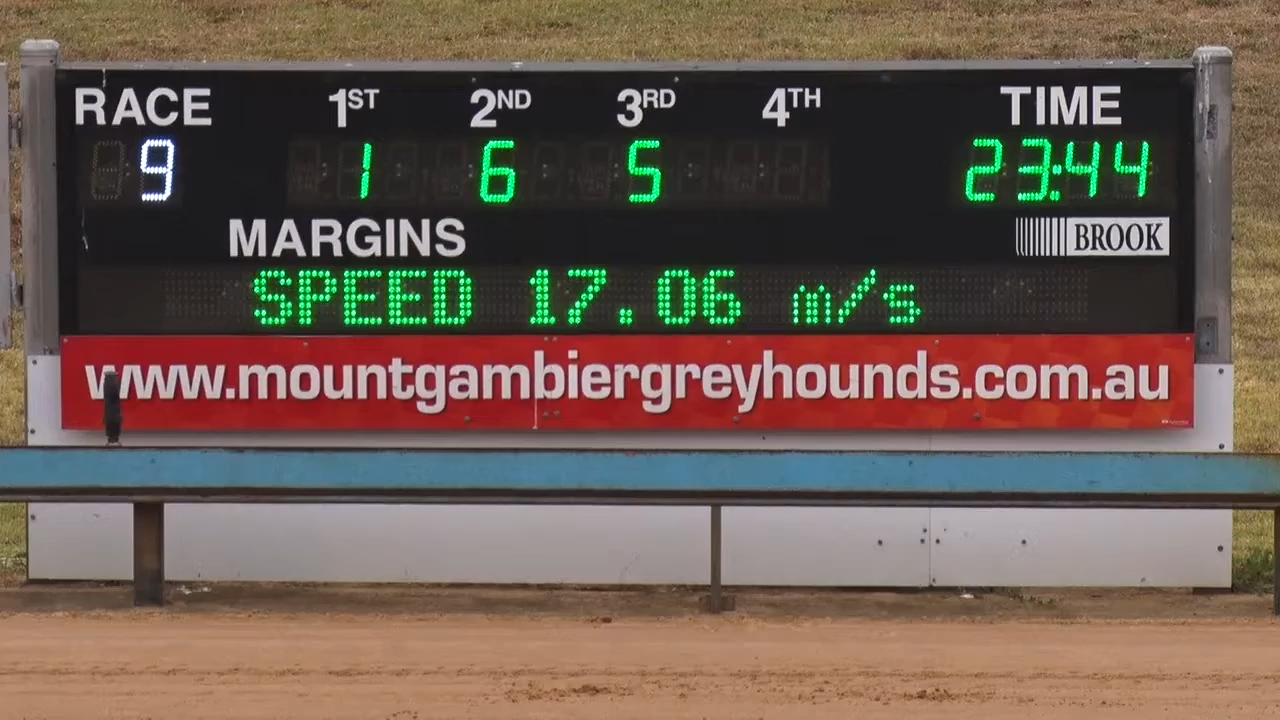 RACE 1ST 2ND 3RD 4TH TIME
9 1 6 5 23:44
MARGINS BROOK
SPEED 17.06 m/s
www.mountgambiergreyhounds.com.au